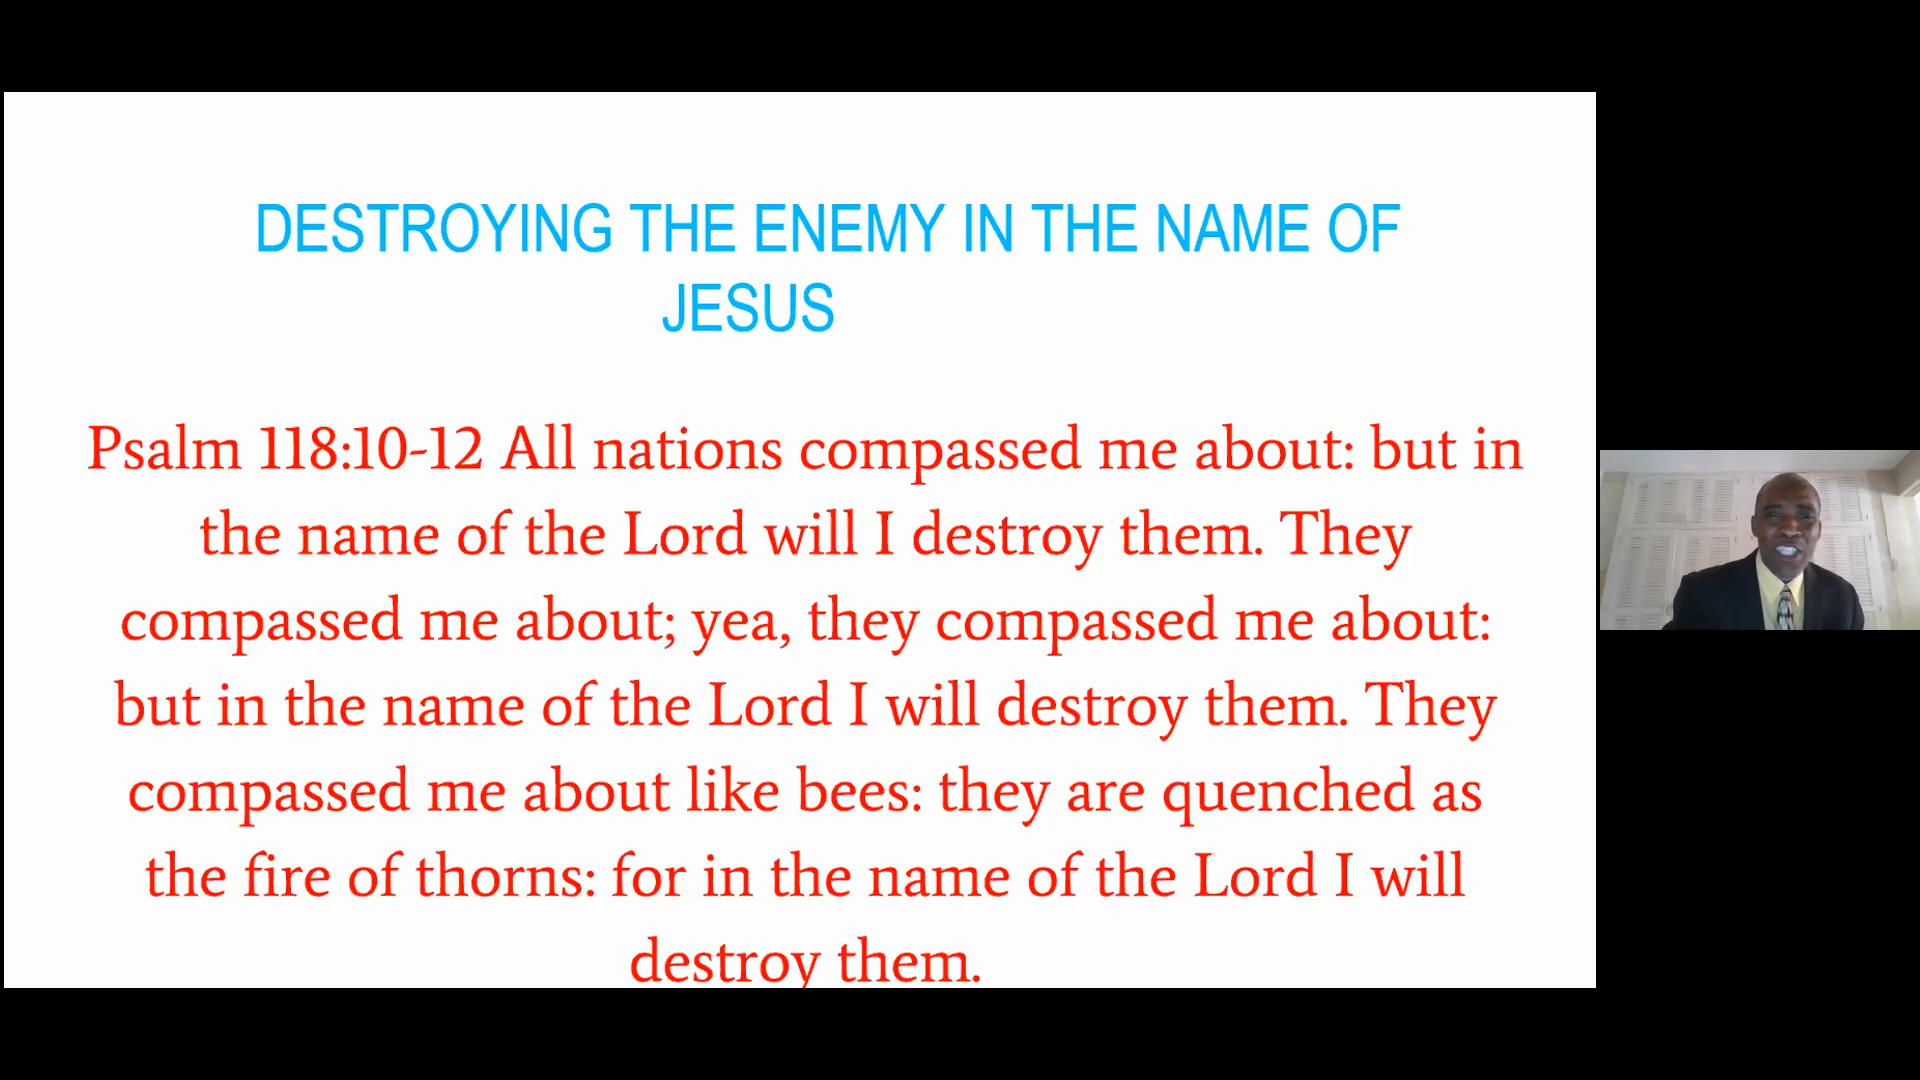 DESTROYING THE ENEMY IN THE NAME OF
JESUS
Psalm 118:10-12 All nations compassed me about: but in
the name of the Lord will I destroy them. They
compassed me about; yea, they compassed me about:
but in the name of the Lord I will destroy them. They
compassed me about like bees: they are quenched as
the fire of thorns: for in the name of the Lord I will
destroy them.